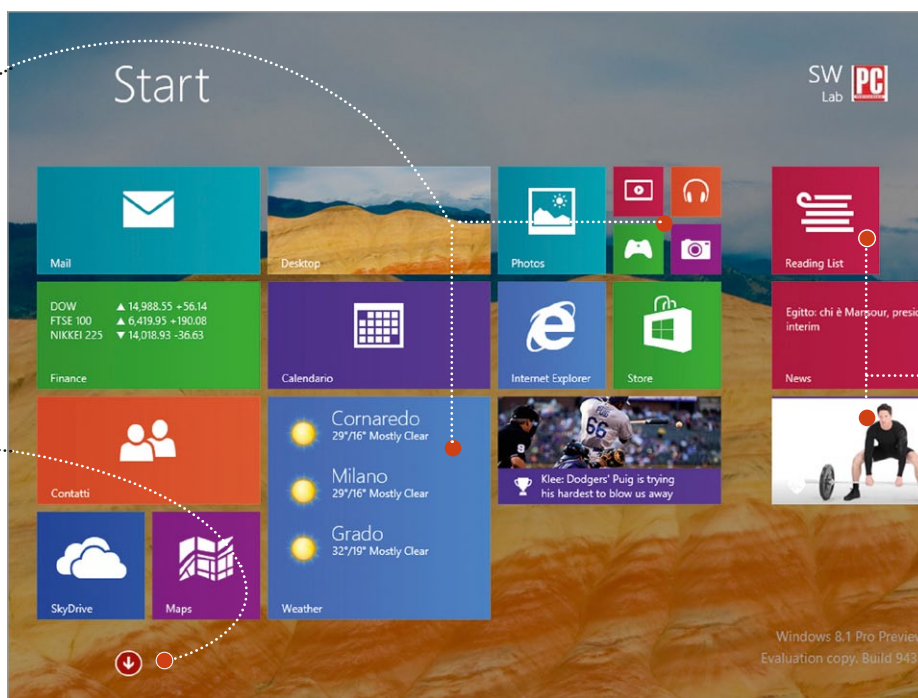 Start
SW
Lab
PC
Mail
Desktop
Photos
Reading List
DOW ▲ 14,988.55 +56.14
FTSE 100 ▲ 6,419.95 +190.08
NIKKEI 225 ▼ 14,018.93 -36.63
Finance
Calendario
Internet Explorer
Store
Egitto: chi è Mansour, presid
interim
News
Contatti
Cornaredo
29°/16° Mostly Clear
Milano
29°/16° Mostly Clear
Grado
32°/19° Mostly Clear
Weather
PUIG
66
Klee: Dodgers' Puig is trying
his hardest to blow us away
SkyDrive
Maps
Windows 8.1 Pro Preview
Evaluation copy. Build 943